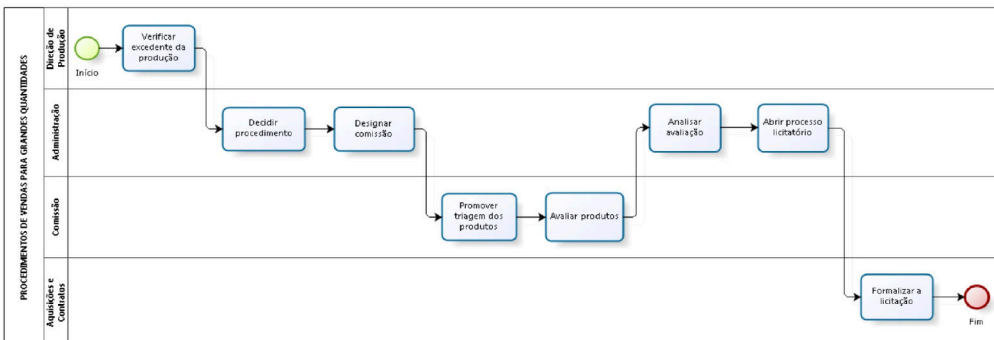 PROCEDIMENTOS DE VENDAS PARA GRANDES QUANTIDADES
Direção de
Produção
Início
Verificar
excedente da
produção
Administração
Decidir
procedimento
Designar
comissão
Analisar
avaliação
Abrir processo
licitatório
Comissão
Promover
triagem dos
produtos
Avaliar produtos
Aquisições e
Contratos
Formalizar a
licitação
Fim